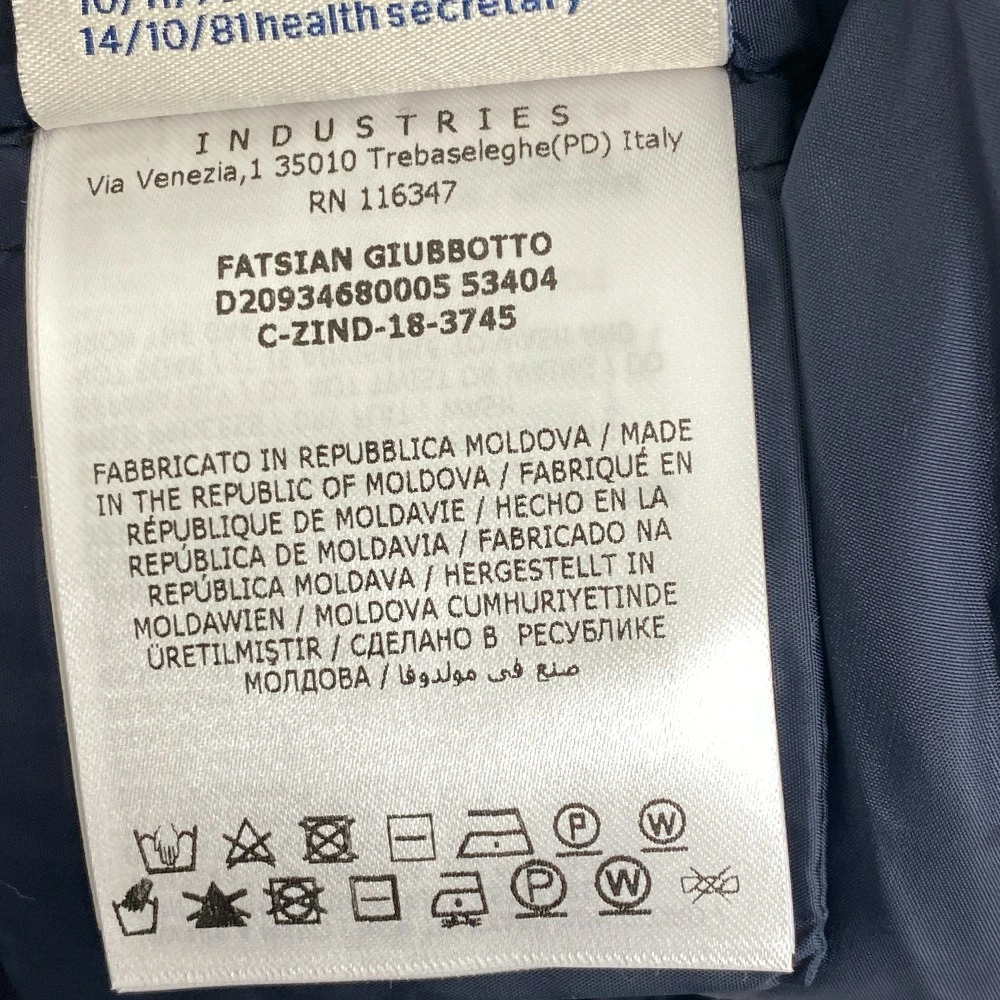 14/10/81 health secretary
INDUSTRIES
Via Venezia,1 35010 Trebaseleghe(PD) Italy
RN 116347
FATSIAN GIUBBOTTO
D20934680005 53404
C-ZIND-18-3745
FABBRICATO IN REPUBBLICA MOLDOVA / MADE
IN THE REPUBLIC OF MOLDOVA / FABRIQUÉ EN
RÉPUBLIQUE DE MOLDAVIE / HECHO EN LA
REPÚBLICA DE MOLDAVIA / FABRICADO NA
REPÚBLICA MOLDAVA / HERGESTELLT IN
MOLDAWIEN / MOLDOVA CUMHURIYETINDE
ÜRETILMIŞTIR / СДЕЛАНО В РЕСУБЛИКЕ
МОЛДОВА / صنع في مولدوفا
P W
P W